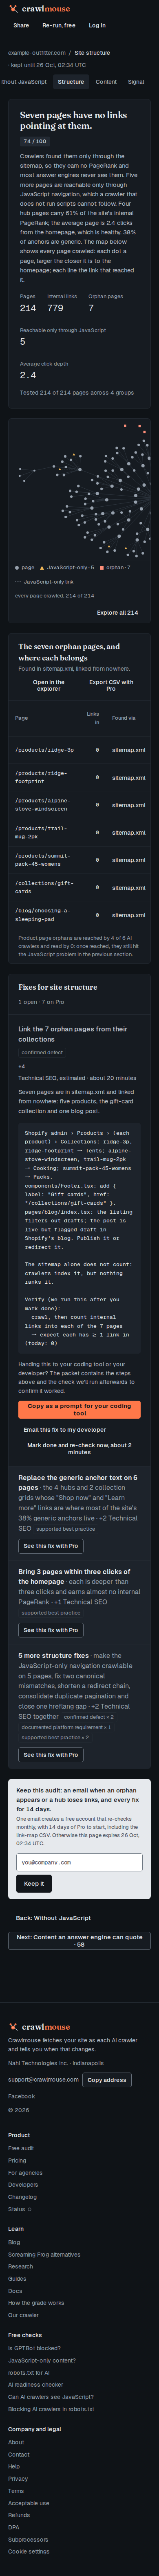 crawlmouse
Share
Re-run, free
Log in
example-outfitter.com / Site structure
· kept until 26 Oct, 02:34 UTC
thout JavaScript
Structure
Content
Signal
Seven pages have no links
pointing at them.
74 / 100
Crawlers found them only through the
sitemap, and no page on the site links to
them. Five more pages are reachable only
through JavaScript navigation, which a crawler that
does not run scripts cannot follow. Four
hub pages carry 61% of the site's internal
PageRank; the average page is 2.4 clicks
from the homepage, which is healthy. 38%
of anchors are generic. The map below
shows every page crawled: each dot a
page, larger the closer it is to the
homepage; burnt line the link that reached
it.
Pages
214
Internal links
779
Orphan pages
7
Reachable only through JavaScript
5
Average click depth
2.4
Tested 214 of 214 pages across 4 groups
page
JavaScript-only · 5
orphan · 7
JavaScript-only link
every page crawled, 214 of 214
Explore all 214
The seven orphan pages, and
where each belongs
Found in sitemap.xml, linked from nowhere.
Open in the
explorer
Export CSV with
Pro
Page
Links
in
Found via
/products/ridge-3p
0
sitemap.xml
/products/ridge-
footprint
0
sitemap.xml
/products/alpine-
stove-windscreen
0
sitemap.xml
/products/trail-
mug-2pk
0
sitemap.xml
/products/summit-
pack-45-womens
0
sitemap.xml
/collections/gift-
cards
0
sitemap.xml
/blog/choosing-a-
sleeping-pad
0
sitemap.xml
Product page orphans are reached by 4 of 6 AI
crawlers and read by 0: once reached, they still hit
the JavaScript problem in the previous section.
Fixes for site structure
1 open · 7 on Pro
Link the 7 orphan pages from their
collections
confirmed defect
+4
Technical SEO, estimated · about 20 minutes
Seven pages are in sitemap.xml and linked
from nowhere: five products, the gift-card
collection and one blog post.
Shopify admin › Products › (each
product) › Collections: ridge-3p,
ridge-footprint → Tents; alpine-
stove-windscreen, trail-mug-2pk
→ Cooking; summit-pack-45-womens
→ Packs.
components/Footer.tsx: add {
label: "Gift cards", href:
"/collections/gift-cards" }.
pages/blog/index.tsx: the listing
filters out drafts; the post is
live but flagged draft in
Shopify's blog. Publish it or
redirect it.
The sitemap alone does not count:
crawlers index it, but nothing
ranks it.
Verify (we run this after you
mark done):
crawl, then count internal
links into each of the 7 pages
→ expect each has ≥ 1 link in
(today: 0)
Handing this to your coding tool or your
developer? The packet contains the steps
above and the check we'll run afterwards to
confirm it worked.
Copy as a prompt for your coding
tool
Email this fix to my developer
Mark done and re-check now, about 2
minutes
Replace the generic anchor text on 6
pages · the 4 hubs and 2 collection
grids whose "Shop now" and "Learn
more" links are where most of the site's
38% generic anchors live · +2 Technical
SEO supported best practice
See this fix with Pro
Bring 3 pages within three clicks of
the homepage · each is deeper than
three clicks and earns almost no internal
PageRank · +1 Technical SEO
supported best practice
See this fix with Pro
5 more structure fixes · make the
JavaScript-only navigation crawlable
on 5 pages, fix two canonical
mismatches, shorten a redirect chain,
consolidate duplicate pagination and
close one hreflang gap · +2 Technical
SEO together confirmed defect × 2
documented platform requirement × 1
supported best practice × 2
See this fix with Pro
Keep this audit: an email when an orphan
appears or a hub loses links, and every fix
for 14 days.
One email creates a free account that re-checks
monthly, with 14 days of Pro to start, including the
link-map CSV. Otherwise this page expires 26 Oct,
02:34 UTC.
you@company.com
Keep it
Back: Without JavaScript
Next: Content an answer engine can quote
· 58
crawlmouse
Crawlmouse fetches your site as each AI crawler
and tells you when that changes.
Nahl Technologies Inc. · Indianapolis
support@crawlmouse.com
Copy address
Facebook
© 2026
Product
Free audit
Pricing
For agencies
Developers
Changelog
Status
Learn
Blog
Screaming Frog alternatives
Research
Guides
Docs
How the grade works
Our crawler
Free checks
Is GPTBot blocked?
JavaScript-only content?
robots.txt for AI
AI readiness checker
Can AI crawlers see JavaScript?
Blocking AI crawlers in robots.txt
Company and legal
About
Contact
Help
Privacy
Terms
Acceptable use
Refunds
DPA
Subprocessors
Cookie settings